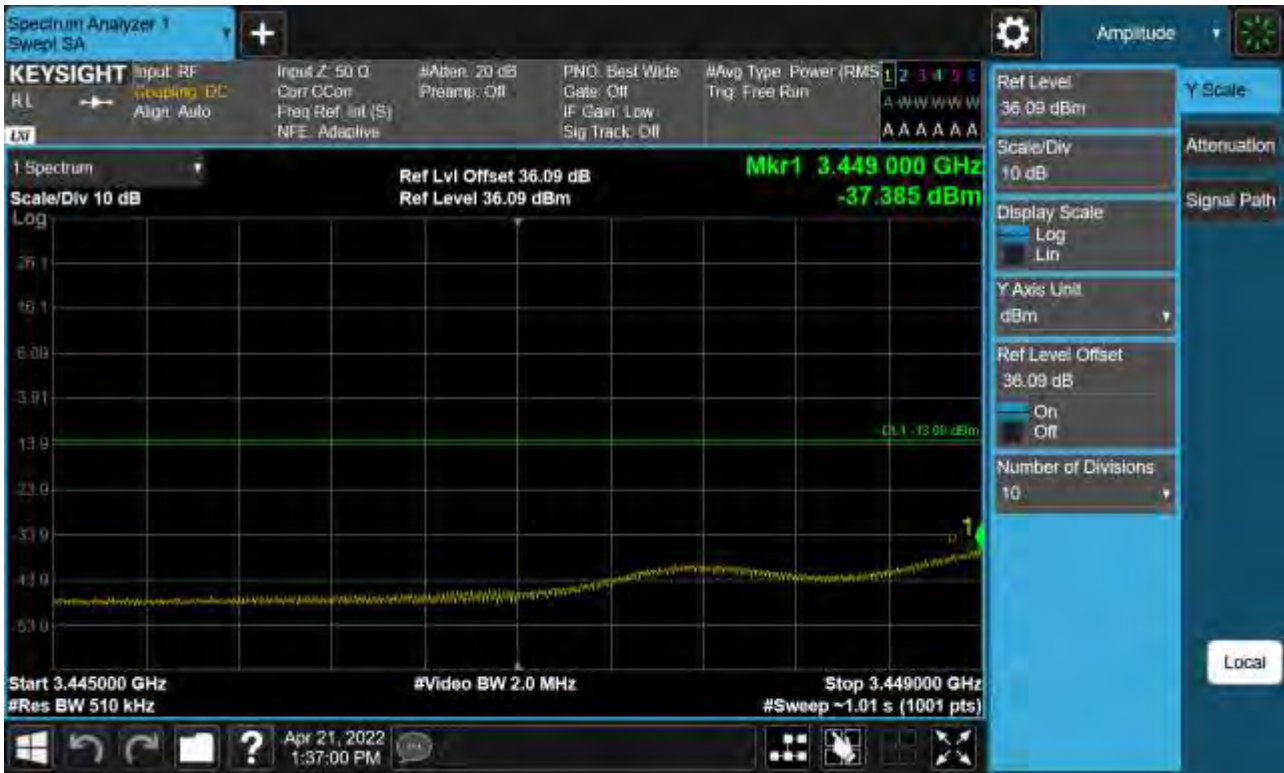 Spectrum Analyzer 1
Swept SA
Amplitude
KEYSIGHT
Input: RF
Coupling: DC
Align: Auto
RL
LXI
Input Z: 50 Ω
Corr CCorr
Freq Ref: Int (S)
NFE: Adaptive
#Atten: 20 dB
Preamp: Off
PNO: Best Wide
Gate: Off
IF Gain: Low
Sig Track: Off
#Avg Type: Power (RMS
Trig: Free Run
1 2 3 4 5 6
A W W W W W
A A A A A A
1 Spectrum
Scale/Div 10 dB
Log
Ref Lvl Offset 36.09 dB
Ref Level 36.09 dBm
Mkr1 3.449 000 GHz
-37.385 dBm
26.1
16.1
6.09
-3.91
-13.9
-23.9
-33.9
-43.9
-53.9
DL1 -13.00 dBm
1
Start 3.445000 GHz
#Res BW 510 kHz
#Video BW 2.0 MHz
Stop 3.449000 GHz
#Sweep ~1.01 s (1001 pts)
Ref Level
36.09 dBm
Scale/Div
10 dB
Display Scale
Log
Lin
Y Axis Unit
dBm
Ref Level Offset
36.09 dB
On
Off
Number of Divisions
10
Y Scale
Attenuation
Signal Path
Local
?
Apr 21, 2022
1:37:00 PM